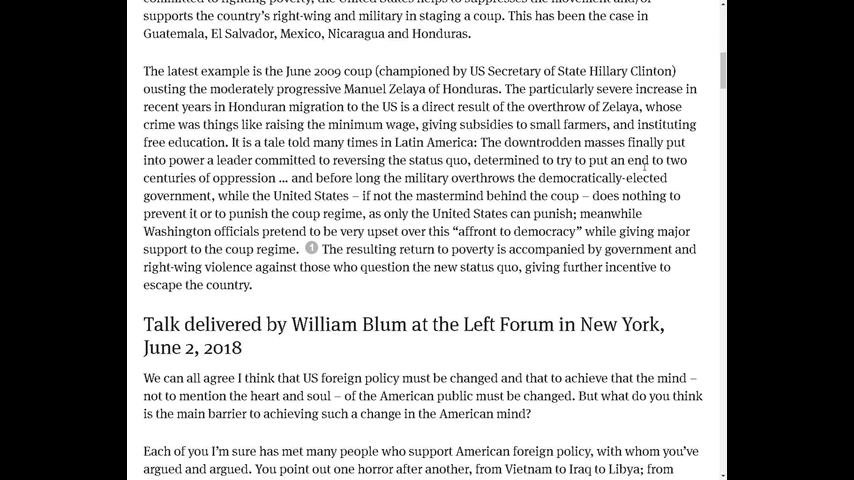 committed to fighting poverty, the United States helps to suppresses the movement and/or
supports the country's right-wing and military in staging a coup. This has been the case in
Guatemala, El Salvador, Mexico, Nicaragua and Honduras.
The latest example is the June 2009 coup (championed by US Secretary of State Hillary Clinton)
ousting the moderately progressive Manuel Zelaya of Honduras. The particularly severe increase in
recent years in Honduran migration to the US is a direct result of the overthrow of Zelaya, whose
crime was things like raising the minimum wage, giving subsidies to small farmers, and instituting
free education. It is a tale told many times in Latin America: The downtrodden masses finally put
into power a leader committed to reversing the status quo, determined to try to put an end to two
centuries of oppression … and before long the military overthrows the democratically-elected
government, while the United States – if not the mastermind behind the coup – does nothing to
prevent it or to punish the coup regime, as only the United States can punish; meanwhile
Washington officials pretend to be very upset over this “affront to democracy” while giving major
support to the coup regime. 1 The resulting return to poverty is accompanied by government and
right-wing violence against those who question the new status quo, giving further incentive to
escape the country.
Talk delivered by William Blum at the Left Forum in New York,
June 2, 2018
We can all agree I think that US foreign policy must be changed and that to achieve that the mind –
not to mention the heart and soul – of the American public must be changed. But what do you think
is the main barrier to achieving such a change in the American mind?
Each of you I'm sure has met many people who support American foreign policy, with whom you've
argued and argued. You point out one horror after another, from Vietnam to Iraq to Libya; from